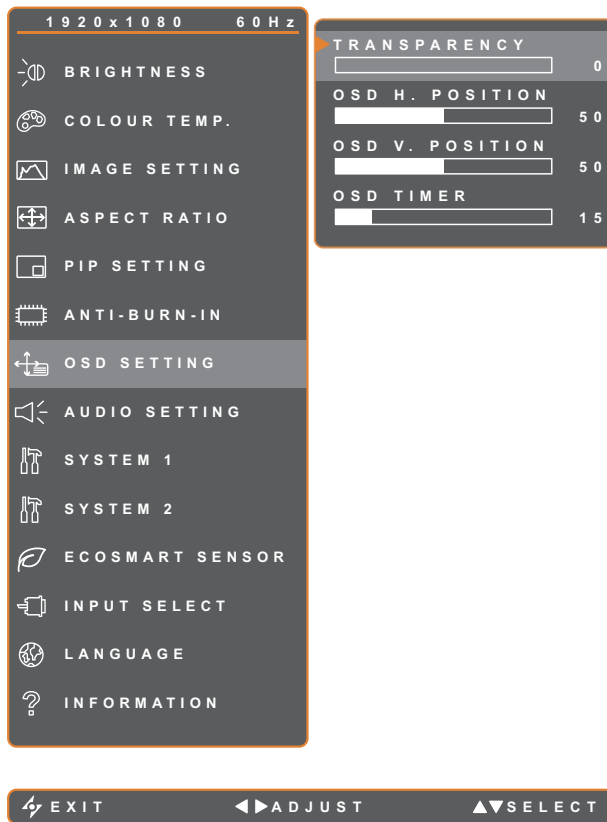 1920x1080 60Hz
BRIGHTNESS
COLOUR TEMP.
IMAGE SETTING
ASPECT RATIO
PIP SETTING
ANTI-BURN-IN
OSD SETTING
AUDIO SETTING
SYSTEM 1
SYSTEM 2
ECOSMART SENSOR
INPUT SELECT
LANGUAGE
INFORMATION
TRANSPARENCY
0
OSD H. POSITION
50
OSD V. POSITION
50
OSD TIMER
15
EXIT ADJUST SELECT